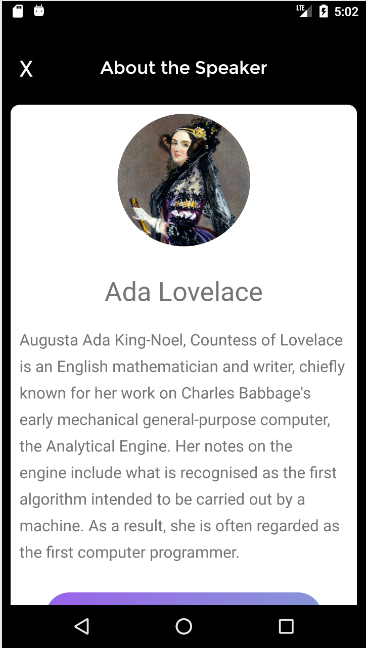 LTE 5:02
X About the Speaker
Ada Lovelace
Augusta Ada King-Noel, Countess of Lovelace
is an English mathematician and writer, chiefly
known for her work on Charles Babbage's
early mechanical general-purpose computer,
the Analytical Engine. Her notes on the
engine include what is recognised as the first
algorithm intended to be carried out by a
machine. As a result, she is often regarded as
the first computer programmer.